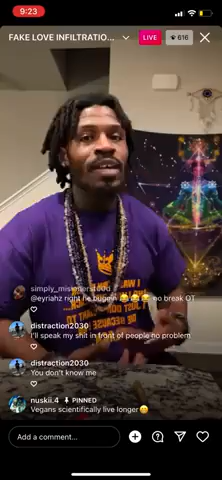 9:23
FAKE LOVE INFILTRATIO...
LIVE
616
@eyriahz right he buggin 😂😂😂 no break OT
distraction2030
I'll speak my shit in front of people no problem
distraction2030
You don't know me
nuskii.4 PINNED
Vegans scientifically live longer
Add a comment...